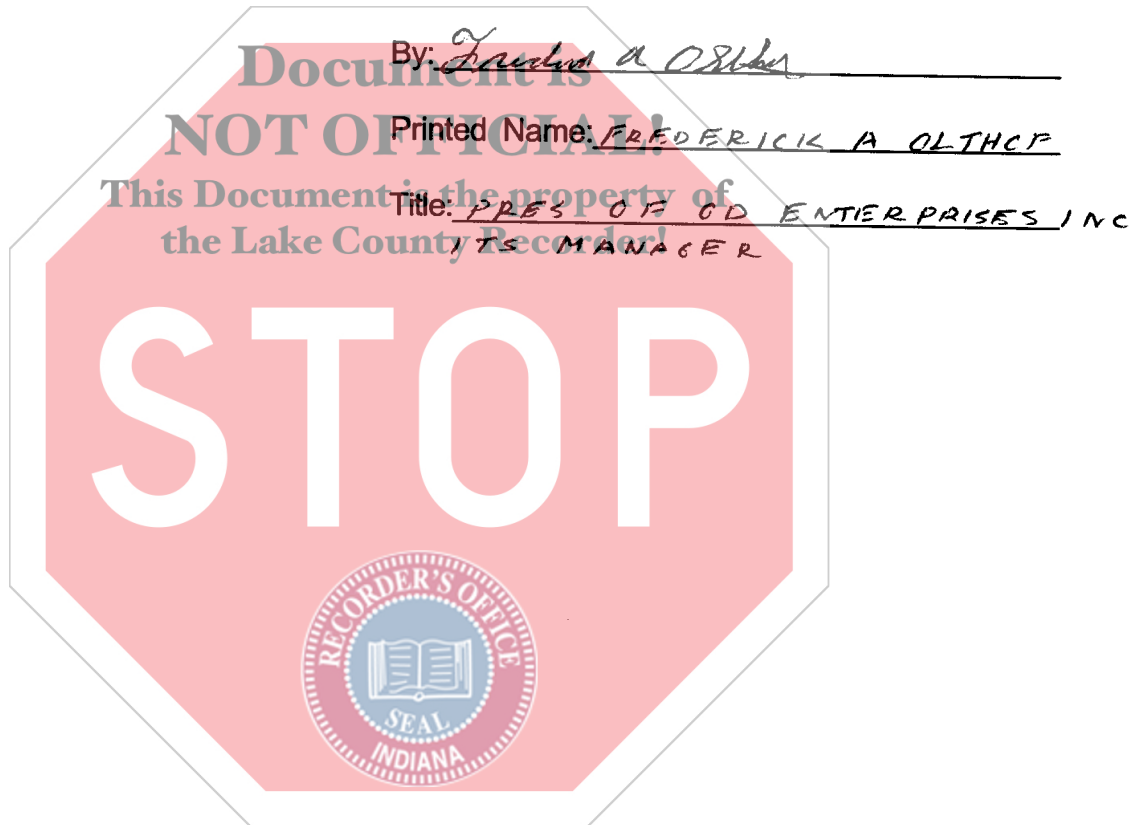 Document is
NOT OFFICIAL!
This Document is the property of
the Lake County Recorder!
By:
Printed Name: FREDERICK A OLTHOF
Title: PRES OF OD ENTERPRISES INC
ITS MANAGER
STOP
RECORDER'S OFFICE
SEAL
INDIANA